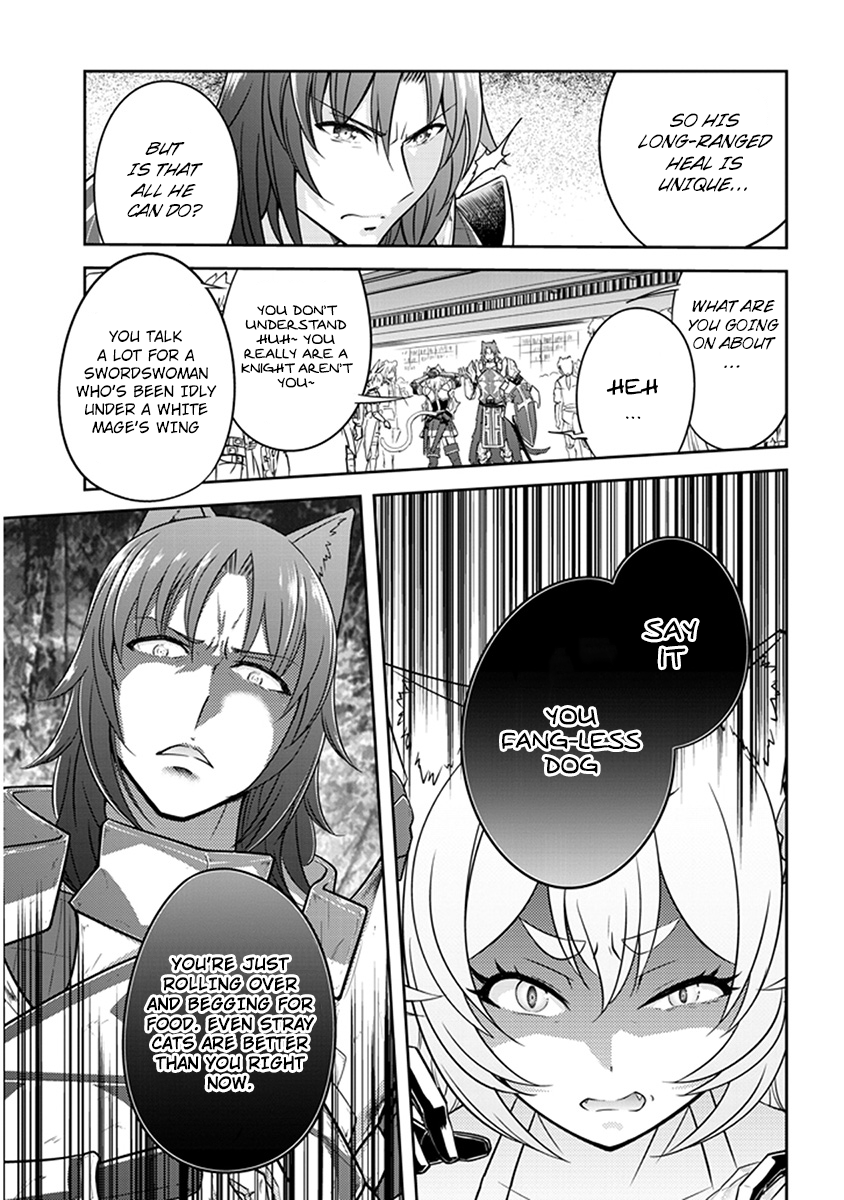 SO HIS
LONG-RANGED
HEAL IS
UNIQUE...
BUT
IS THAT
ALL HE
CAN DO?
WHAT ARE
YOU GOING
ON ABOUT
...
HEH
...
YOU DON'T
UNDERSTAND
HUH~ YOU
REALLY ARE A
KNIGHT AREN'T
YOU~
YOU TALK
A LOT FOR A
SWORDSWOMAN
WHO'S BEEN IDLY
UNDER A WHITE
MAGE'S WING
SAY
IT
YOU
FANG-LESS
DOG
YOU'RE JUST
ROLLING OVER
AND BEGGING FOR
FOOD. EVEN STRAY
CATS ARE BETTER
THAN YOU RIGHT
NOW.